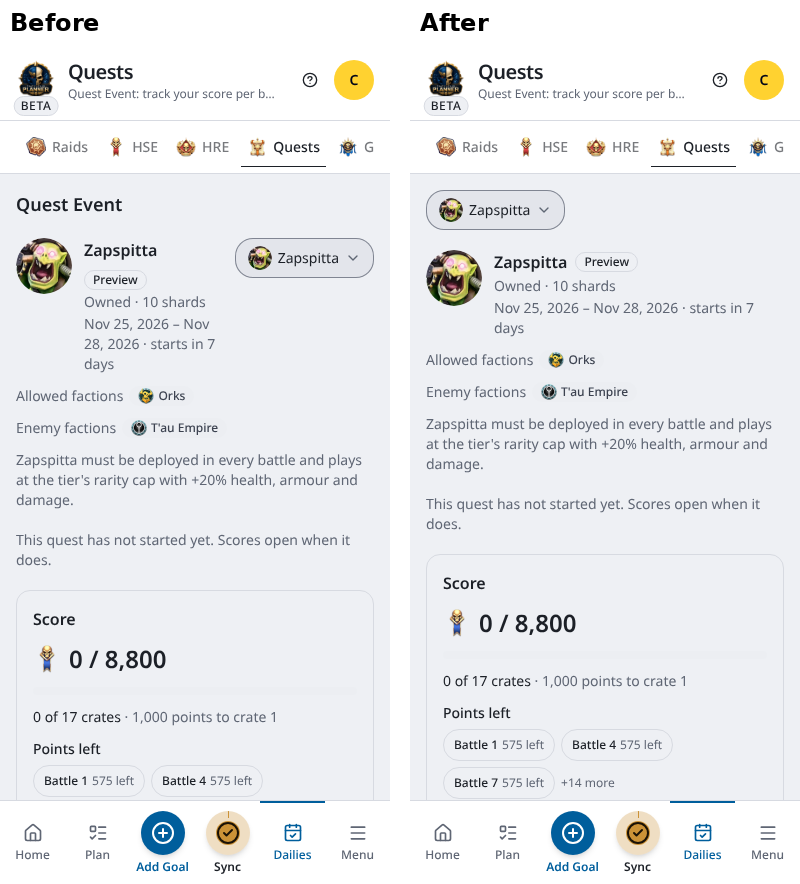 Before
PLANNER
BETA
Quests
Quest Event: track your score per b...
C
Raids
HSE
HRE
Quests
G
Quest Event
Zapspitta
Preview
Owned · 10 shards
Nov 25, 2026 – Nov
28, 2026 · starts in 7
days
Zapspitta
Allowed factions Orks
Enemy factions T'au Empire
Zapspitta must be deployed in every battle and plays
at the tier's rarity cap with +20% health, armour and
damage.
This quest has not started yet. Scores open when it
does.
Score
0 / 8,800
0 of 17 crates · 1,000 points to crate 1
Points left
Battle 1 575 left Battle 4 575 left
Home
Plan
Add Goal
Sync
Dailies
Menu
After
PLANNER
BETA
Quests
Quest Event: track your score per b...
C
Raids
HSE
HRE
Quests
G
Zapspitta
Zapspitta Preview
Owned · 10 shards
Nov 25, 2026 – Nov 28, 2026 · starts in 7
days
Allowed factions Orks
Enemy factions T'au Empire
Zapspitta must be deployed in every battle and plays
at the tier's rarity cap with +20% health, armour and
damage.
This quest has not started yet. Scores open when it
does.
Score
0 / 8,800
0 of 17 crates · 1,000 points to crate 1
Points left
Battle 1 575 left Battle 4 575 left
Battle 7 575 left +14 more
Home
Plan
Add Goal
Sync
Dailies
Menu